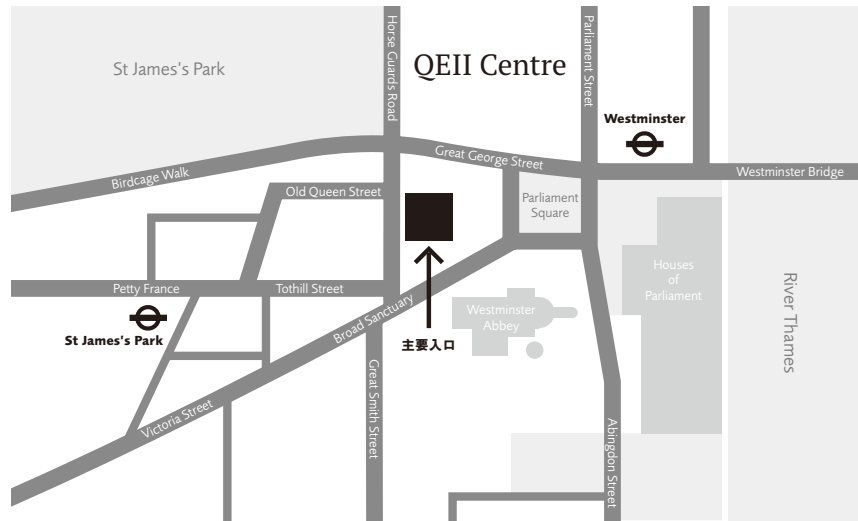 St James's Park
Horse Guards Road
QEII Centre
Parliament Street
Westminster
Birdcage Walk
Great George Street
Westminster Bridge
Old Queen Street
Parliament
Square
Houses
of
Parliament
River Thames
Petty France
Tothill Street
St James's Park
Broad Sanctuary
Westminster
Abbey
主要入口
Victoria Street
Great Smith Street
Abingdon Street